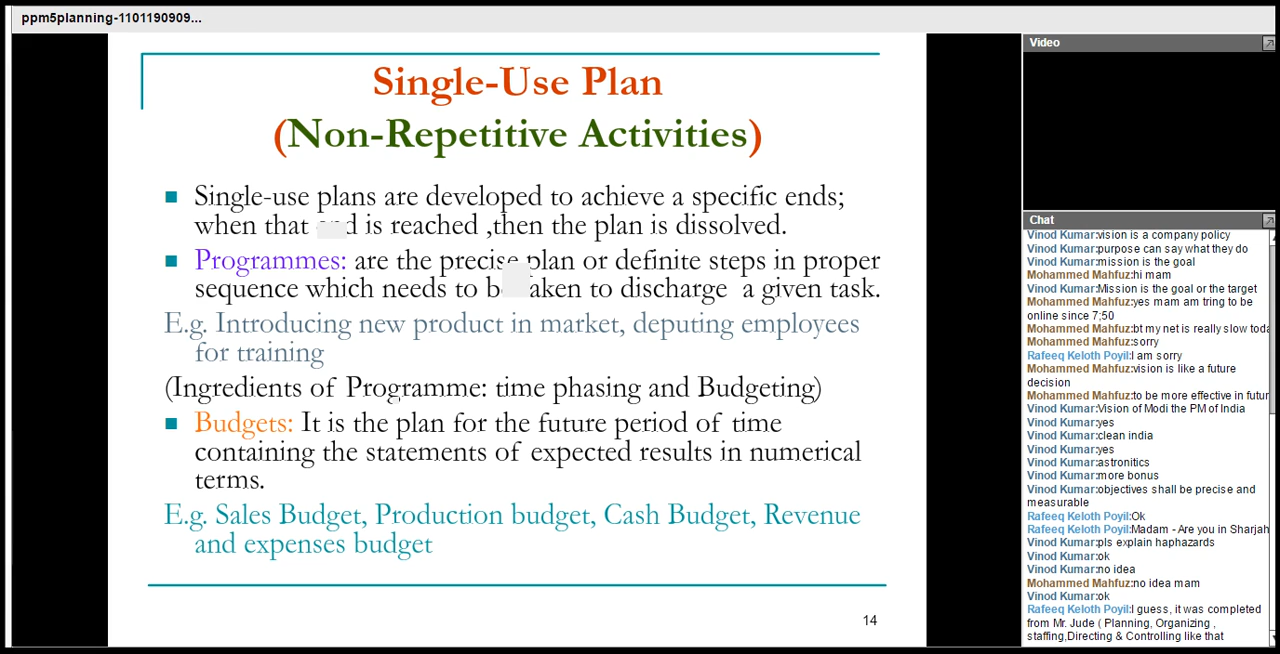 ppm5planning-1101190909...
Single-Use Plan
(Non-Repetitive Activities)
Single-use plans are developed to achieve a specific ends;
when that is reached ,then the plan is dissolved.
Programmes: are the precise plan or definite steps in proper
sequence which needs to to discharge a given task.
E.g. Introducing new product in market, deputing employees
for training
(Ingredients of Programme: time phasing and Budgeting)
Budgets: It is the plan for the future period of time
containing the statements of expected results in numerical
terms.
E.g. Sales Budget, Production budget, Cash Budget, Revenue
and expenses budget
14
Video
Chat
Vinod Kumar:vision is a company policy
Vinod Kumar:purpose can say what they do
Vinod Kumar:mission is the goal
Mohammed Mahfuz:hi mam
Vinod Kumar:Mission is the goal or the target
Mohammed Mahfuz:yes mam am tring to be
online since 7;50
Mohammed Mahfuz:bt my net is really slow toda
Mohammed Mahfuz:sorry
Rafeeq Keloth Poyil:I am sorry
Mohammed Mahfuz:vision is like a future
decision
Mohammed Mahfuz:to be more effective in futur
Vinod Kumar:Vision of Modi the PM of India
Vinod Kumar:yes
Vinod Kumar:clean india
Vinod Kumar:yes
Vinod Kumar:astronitics
Vinod Kumar:more bonus
Vinod Kumar:objectives shall be precise and
measurable
Rafeeq Keloth Poyil:Ok
Rafeeq Keloth Poyil:Madam - Are you in Sharjah
Vinod Kumar:pls explain haphazards
Vinod Kumar:ok
Vinod Kumar:no idea
Mohammed Mahfuz:no idea mam
Vinod Kumar:ok
Rafeeq Keloth Poyil:I guess, it was completed
from Mr. Jude ( Planning, Organizing ,
staffing,Directing & Controlling like that